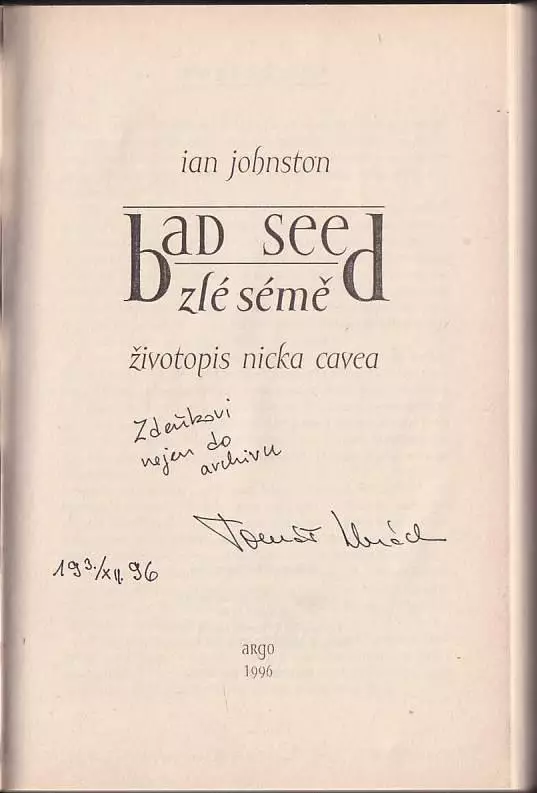 ian johnston
bad seed
zlé sémě
životopis nicka cavea
Zdeňkovi
nejen do
archivu
Tomáš
19 3./XII. 96
argo
1996